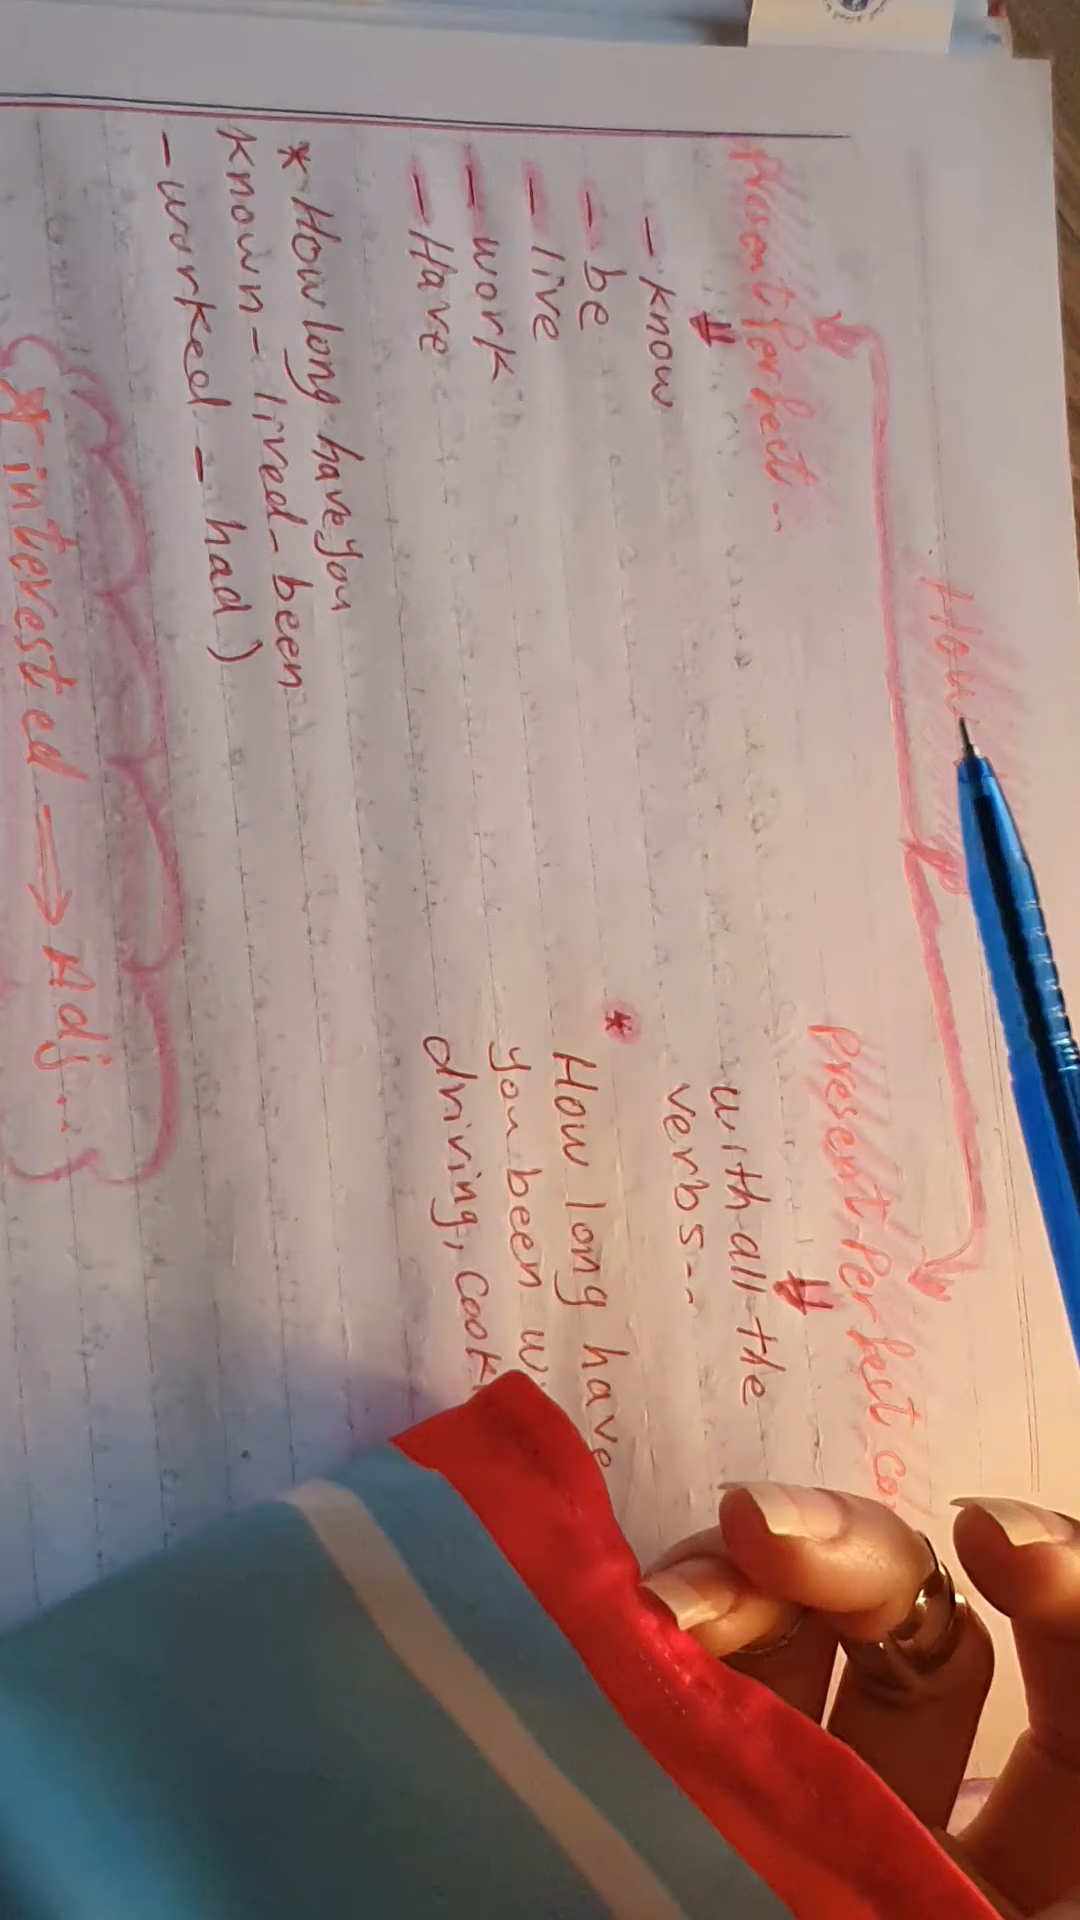 How
Present Perfect..
- know
- be
- live
- work
- Have
* How long have you
known - lived - been
- worked - had)
Present Perfect co
with all the
verbs...
* How long have
you been w
driving, cook
* interested ⇒ Adj...